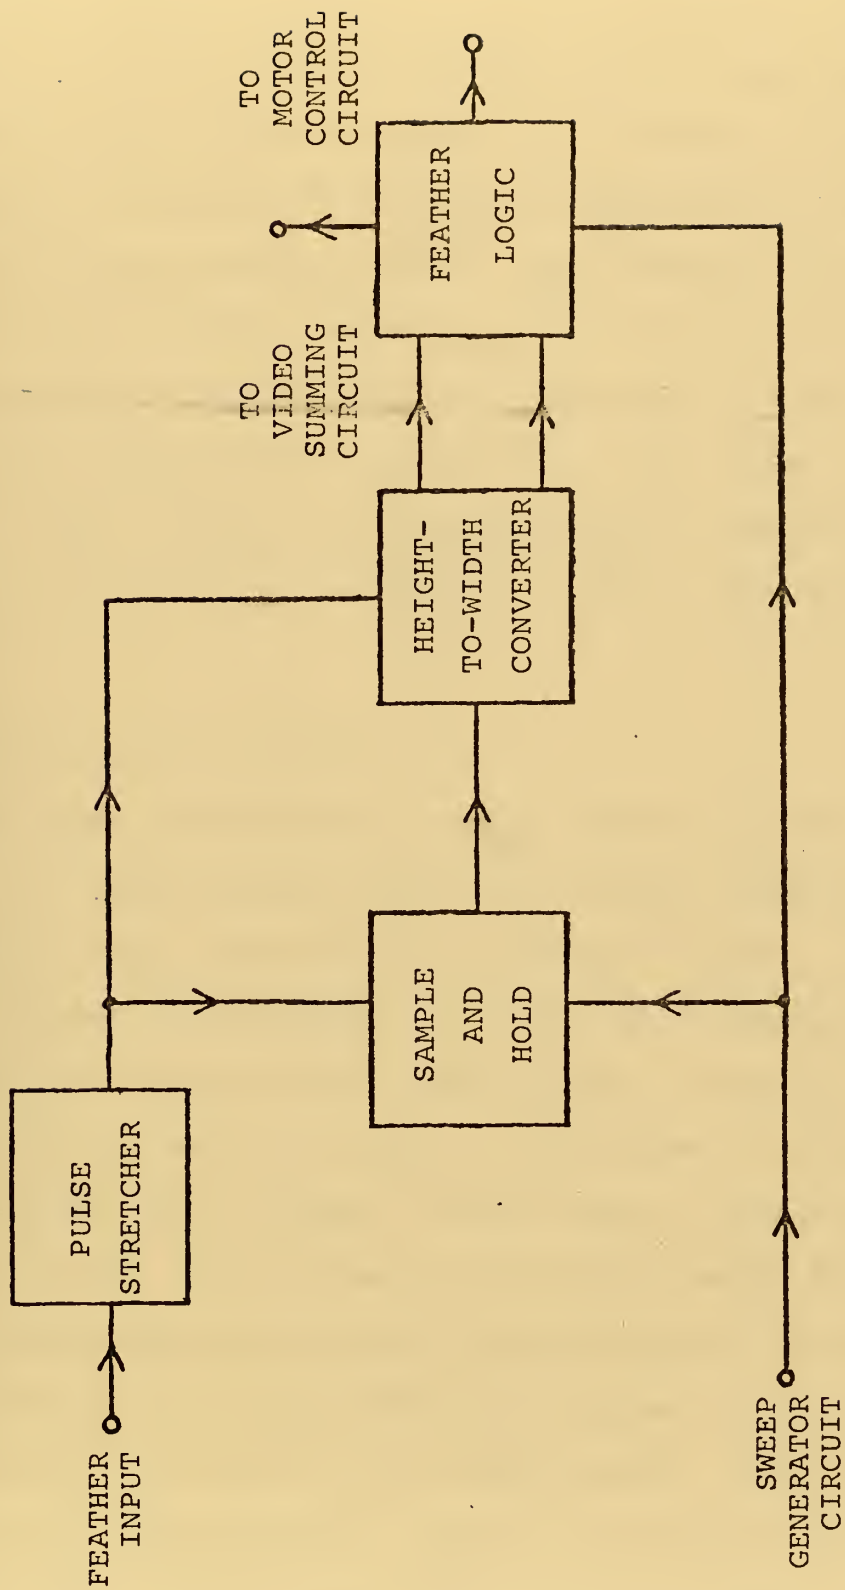 FEATHER
INPUT
PULSE
STRETCHER
SAMPLE
AND
HOLD
HEIGHT-
TO-WIDTH
CONVERTER
TO
VIDEO
SUMMING
CIRCUIT
FEATHER
LOGIC
TO
MOTOR
CONTROL
CIRCUIT
SWEEP
GENERATOR
CIRCUIT